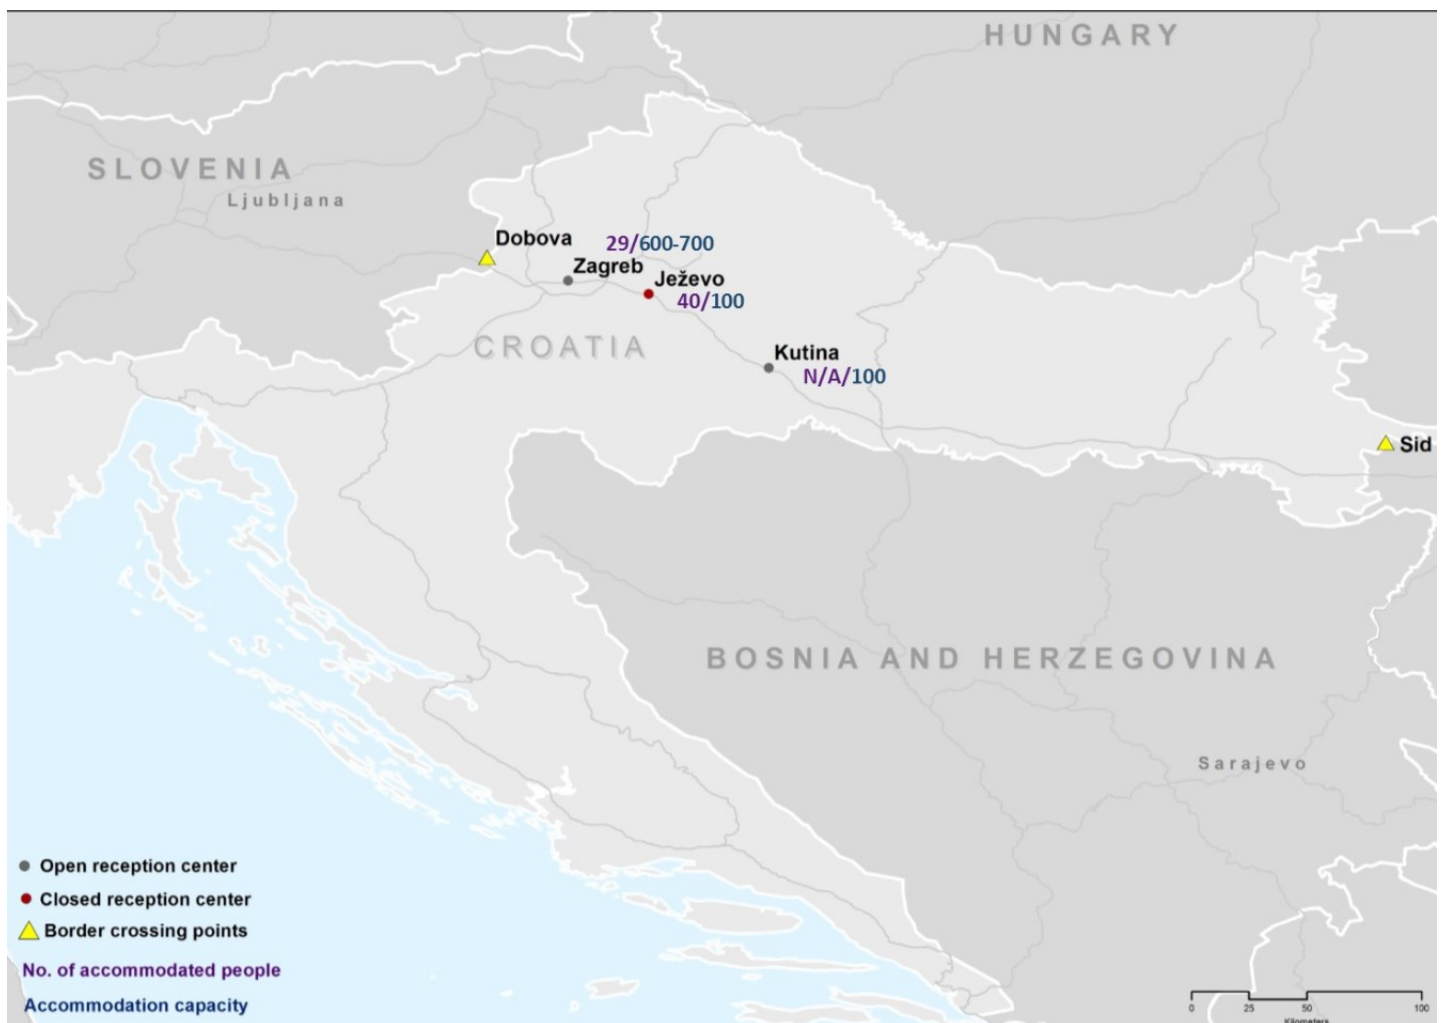 HUNGARY
SLOVENIA
Ljubljana
Dobova
29/600-700
Zagreb
Ježevo
40/100
CROATIA
Kutina
N/A/100
Sid
BOSNIA AND HERZEGOVINA
Sarajevo
Open reception center
Closed reception center
Border crossing points
No. of accommodated people
Accommodation capacity
0 25 50 100
Kilometers